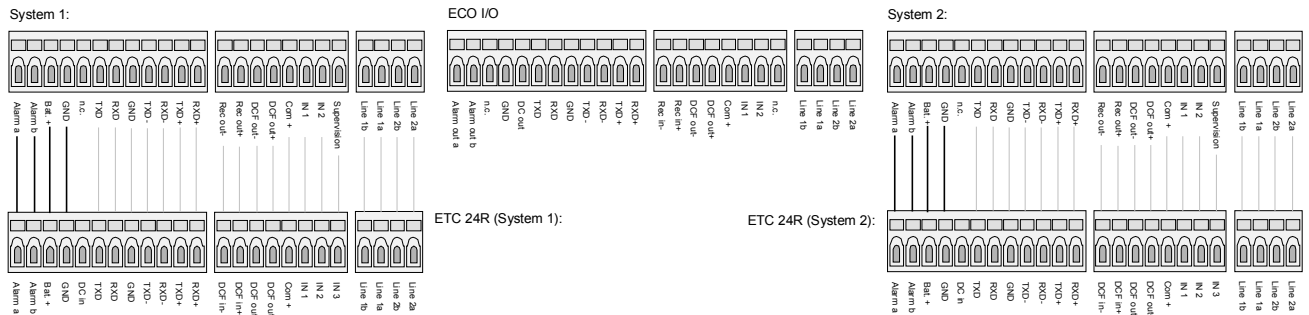 System 1:
ECO I/O
System 2:
Alarm a
Alarm b
Bat. +
GND
n.c.
TXD
RXD
GND
TXD-
RXD-
TXD+
RXD+
Rec out-
Rec out+
DCF out-
DCF out+
Com +
IN 1
IN 2
Supervision
Line 1b
Line 1a
Line 2b
Line 2a
Alarm out a
Alarm out b
n.c.
GND
DC out
TXD
RXD
GND
TXD-
RXD-
TXD+
RXD+
Rec in-
Rec in+
DCF out-
DCF out+
Com +
IN 1
IN 2
n.c.
Line 1b
Line 1a
Line 2b
Line 2a
Alarm a
Alarm b
Bat. +
GND
n.c.
TXD
RXD
GND
TXD-
RXD-
TXD+
RXD+
Rec out-
Rec out+
DCF out-
DCF out+
Com +
IN 1
IN 2
Supervision
Line 1b
Line 1a
Line 2b
Line 2a
ETC 24R (System 1):
ETC 24R (System 2):
Alarm a
Alarm b
Bat. +
GND
DC in
TXD
RXD
GND
TXD-
RXD-
TXD+
RXD+
DCF in-
DCF in+
DCF out
DCF out
Com +
IN 1
IN 2
IN 3
Line 1b
Line 1a
Line 2b
Line 2a
Alarm a
Alarm b
Bat. +
GND
DC in
TXD
RXD
GND
TXD-
RXD-
TXD+
RXD+
DCF in-
DCF in+
DCF out
DCF out
Com +
IN 1
IN 2
IN 3
Line 1b
Line 1a
Line 2b
Line 2a